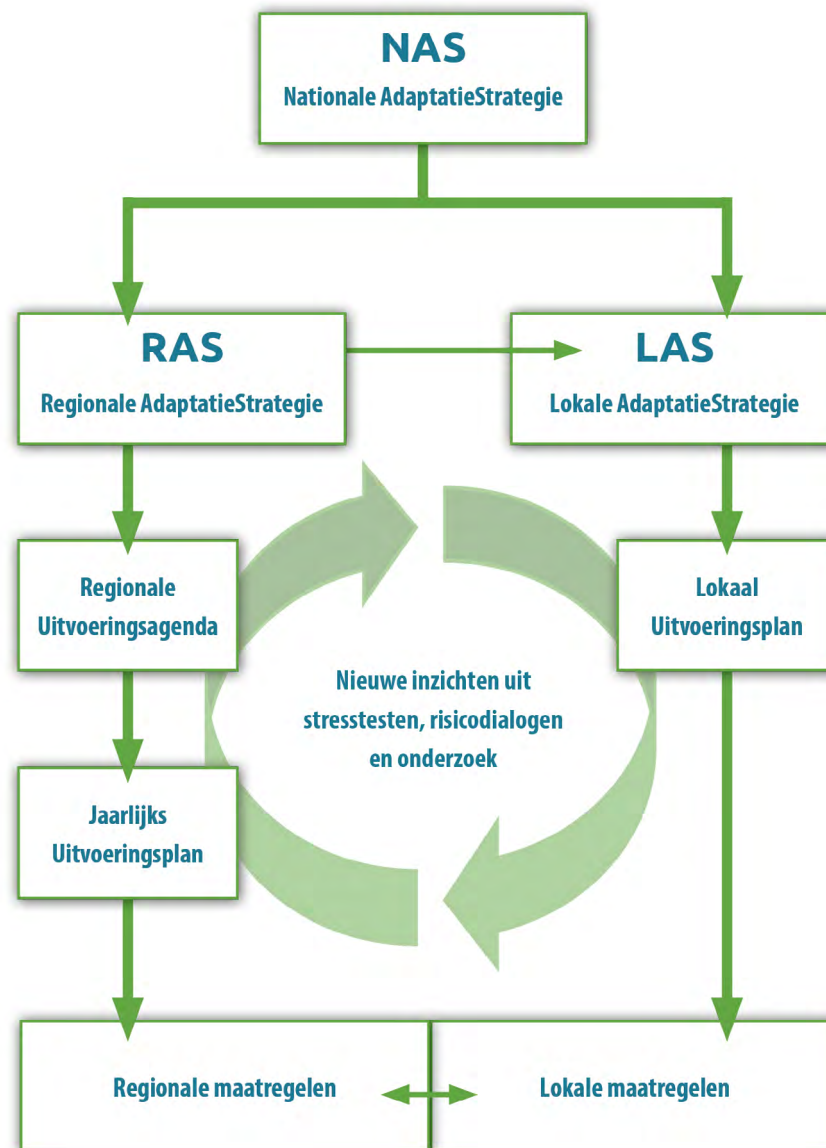 NAS
Nationale AdaptatieStrategie
RAS
Regionale AdaptatieStrategie
LAS
Lokale AdaptatieStrategie
Regionale
Uitvoeringsagenda
Lokaal
Uitvoeringsplan
Nieuwe inzichten uit
stresstesten, risicodialogen
en onderzoek
Jaarlijks
Uitvoeringsplan
Regionale maatregelen
Lokale maatregelen